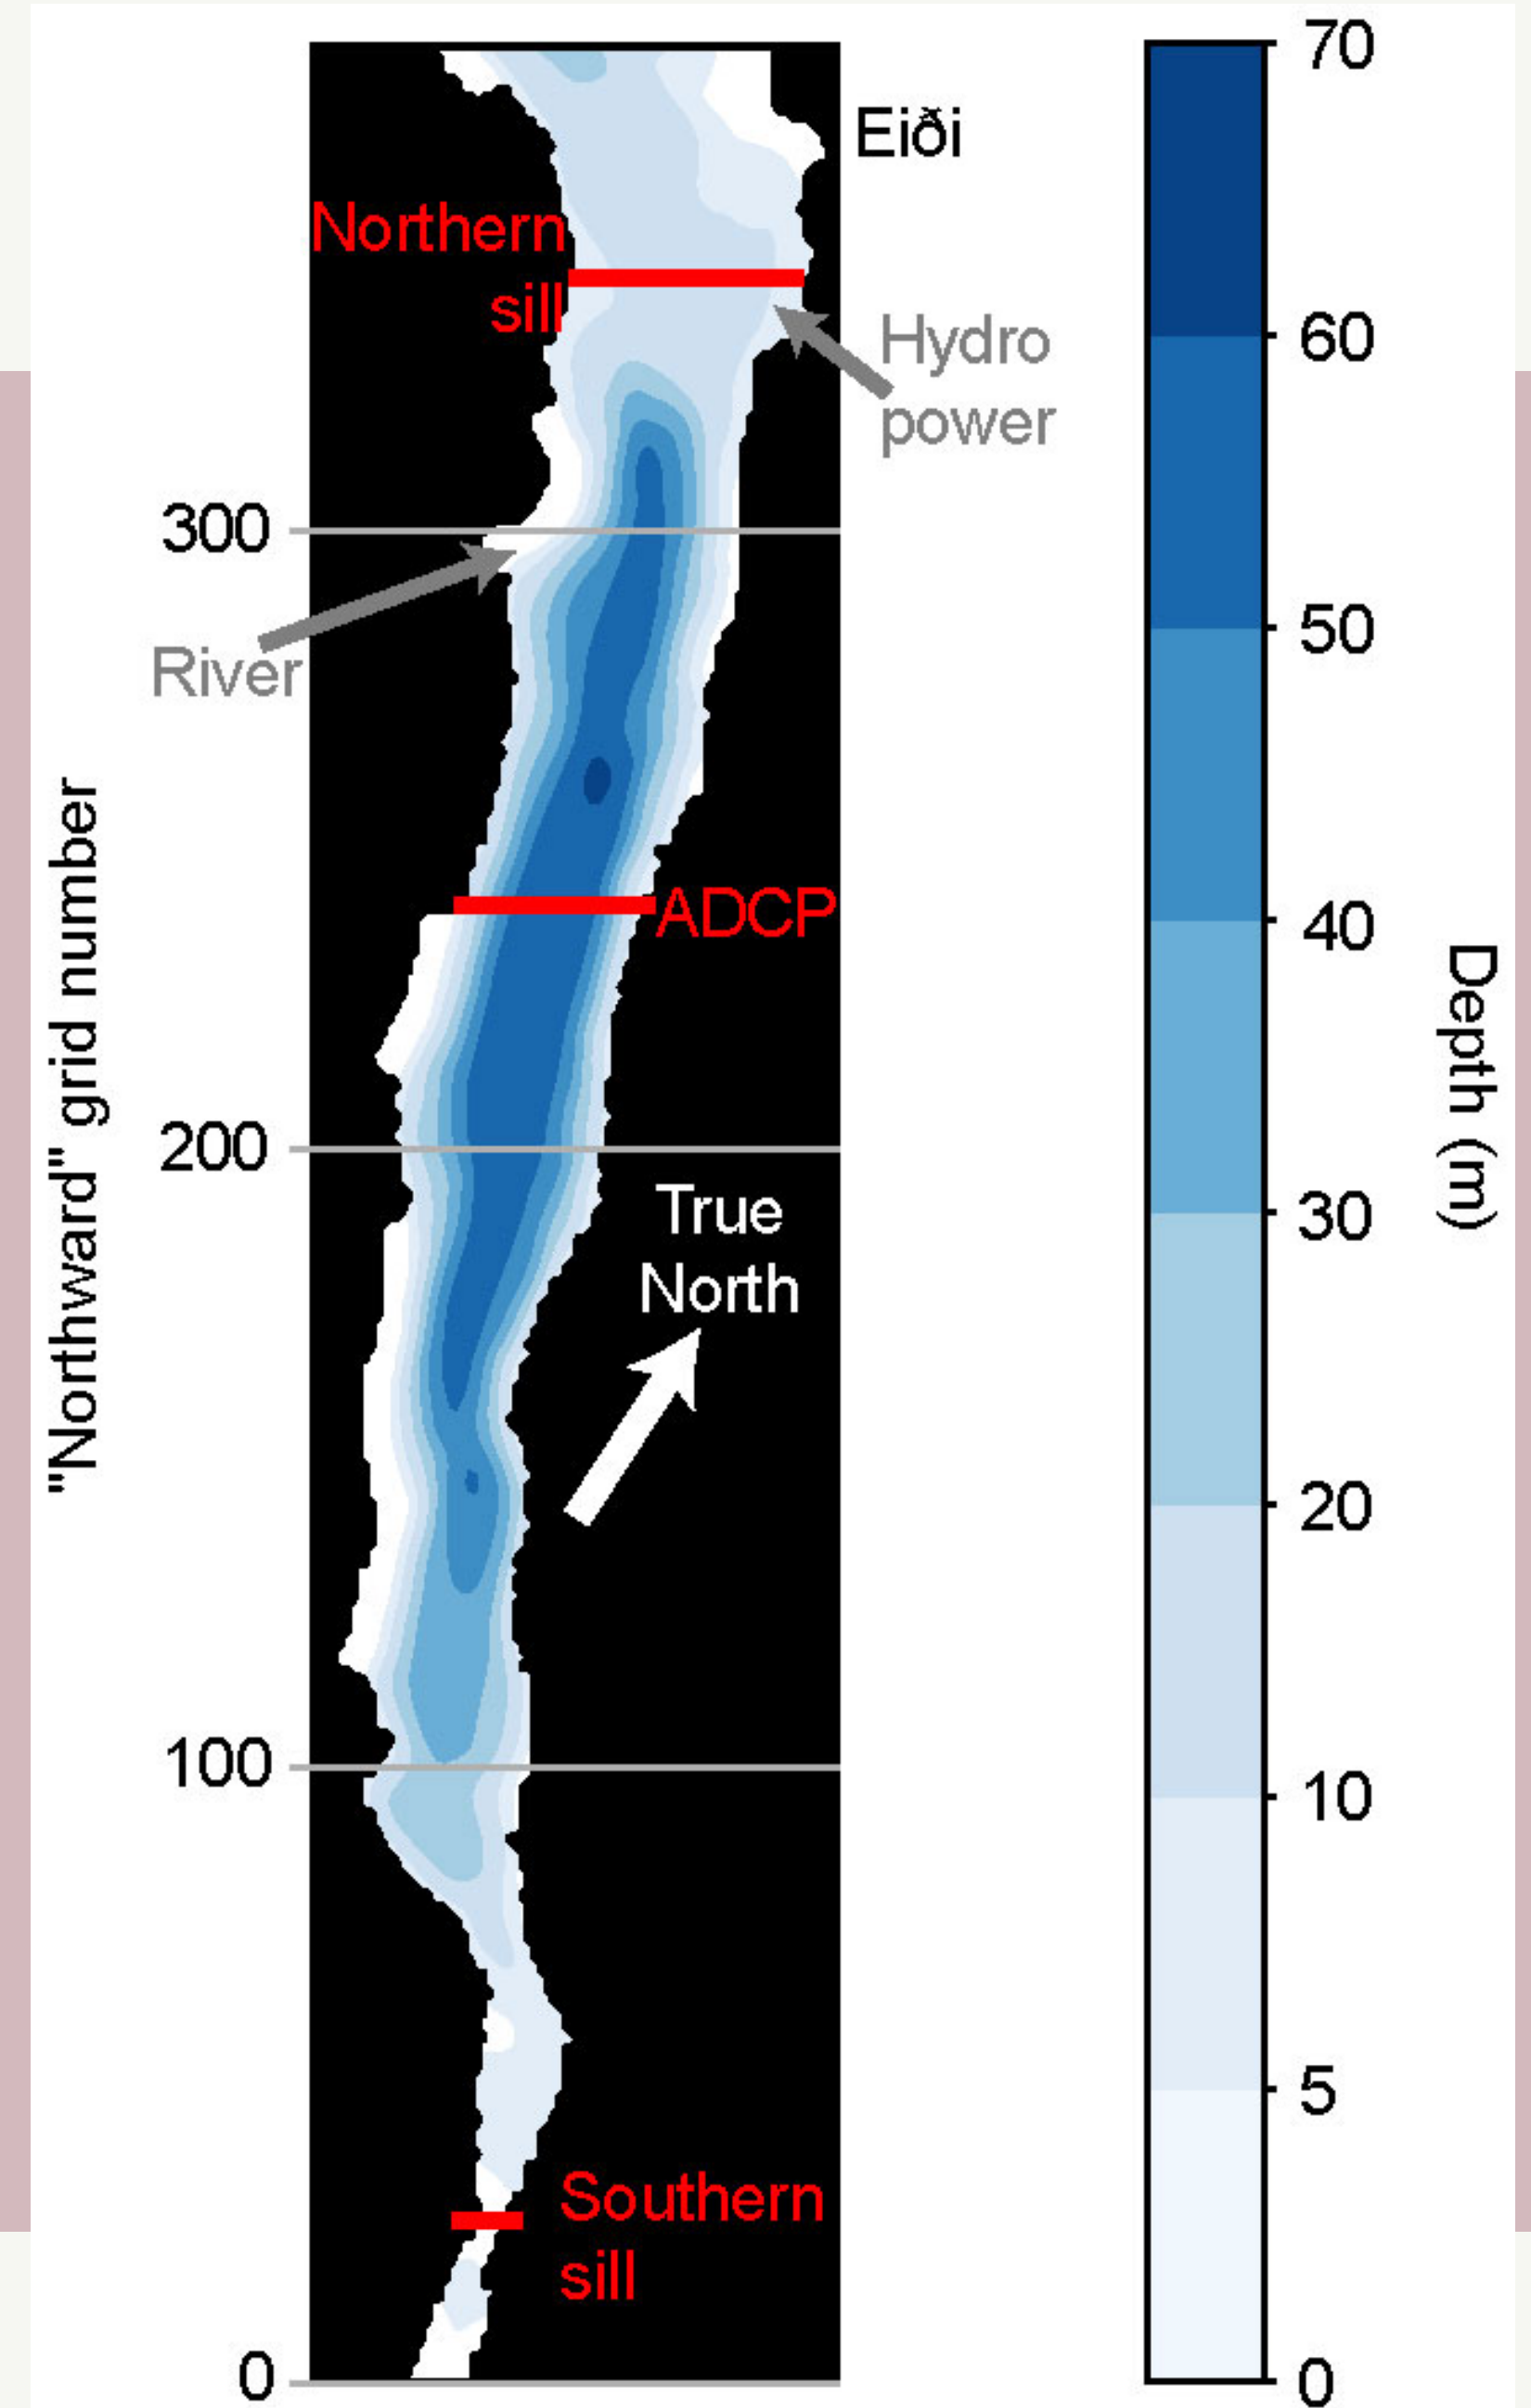 70
Eiði
Northern
sill
60
Hydro
power
300
50
River
ADCP
40
"Northward" grid number
Depth (m)
200
True
North
30
20
100
10
5
Southern
sill
0
0